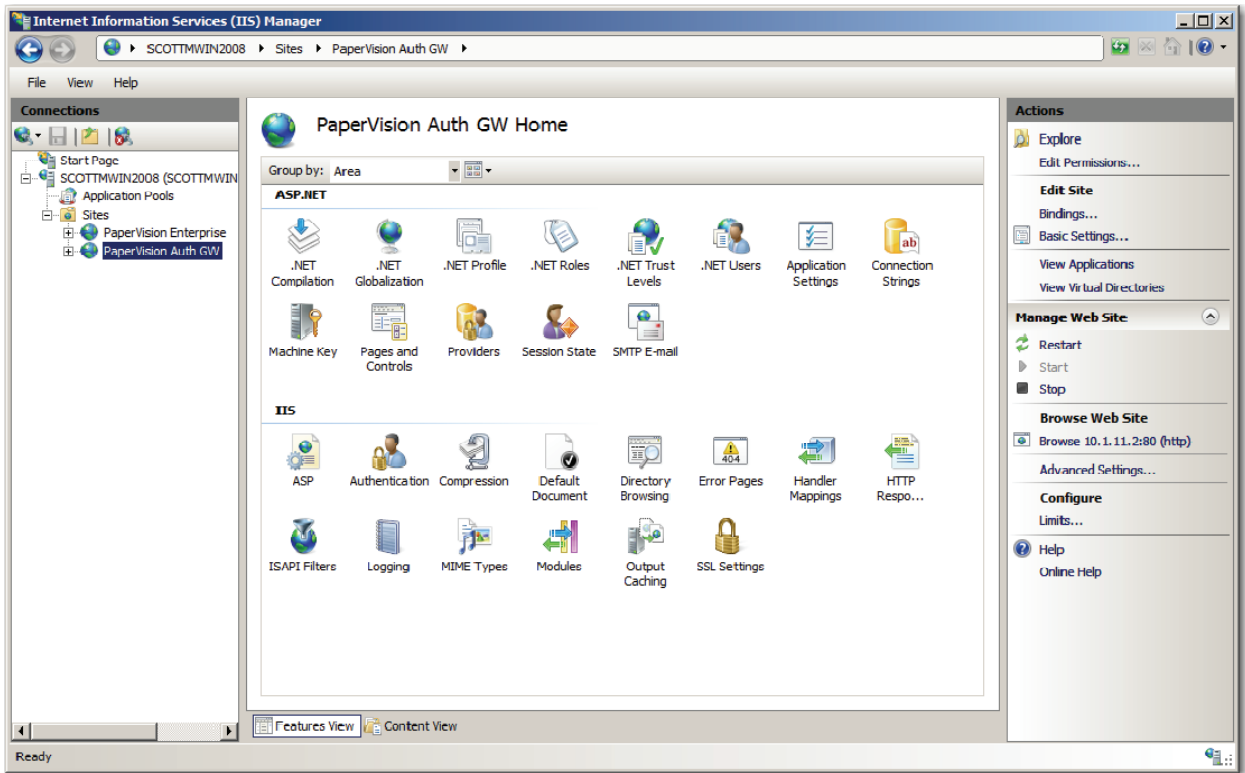 Internet Information Services (IIS) Manager
SCOTTMWIN2008 Sites PaperVision Auth GW
File View Help
Connections
Start Page
SCOTTMWIN2008 (SCOTTMWIN
Application Pools
Sites
PaperVision Enterprise
PaperVision Auth GW
PaperVision Auth GW Home
Group by: Area
ASP.NET
.NET Compilation
.NET Globalization
.NET Profile
.NET Roles
.NET Trust Levels
.NET Users
Application Settings
Connection Strings
ab
Machine Key
Pages and Controls
Providers
Session State
SMTP E-mail
IIS
ASP
Authentication
Compression
Default Document
Directory Browsing
404
Error Pages
Handler Mappings
HTTP Respo...
ISAPI Filters
Logging
MIME Types
Modules
Output Caching
SSL Settings
Features View
Content View
Actions
Explore
Edit Permissions...
Edit Site
Bindings...
Basic Settings...
View Applications
View Virtual Directories
Manage Web Site
Restart
Start
Stop
Browse Web Site
Browse 10.1.11.2:80 (http)
Advanced Settings...
Configure
Limits...
Help
Online Help
Ready